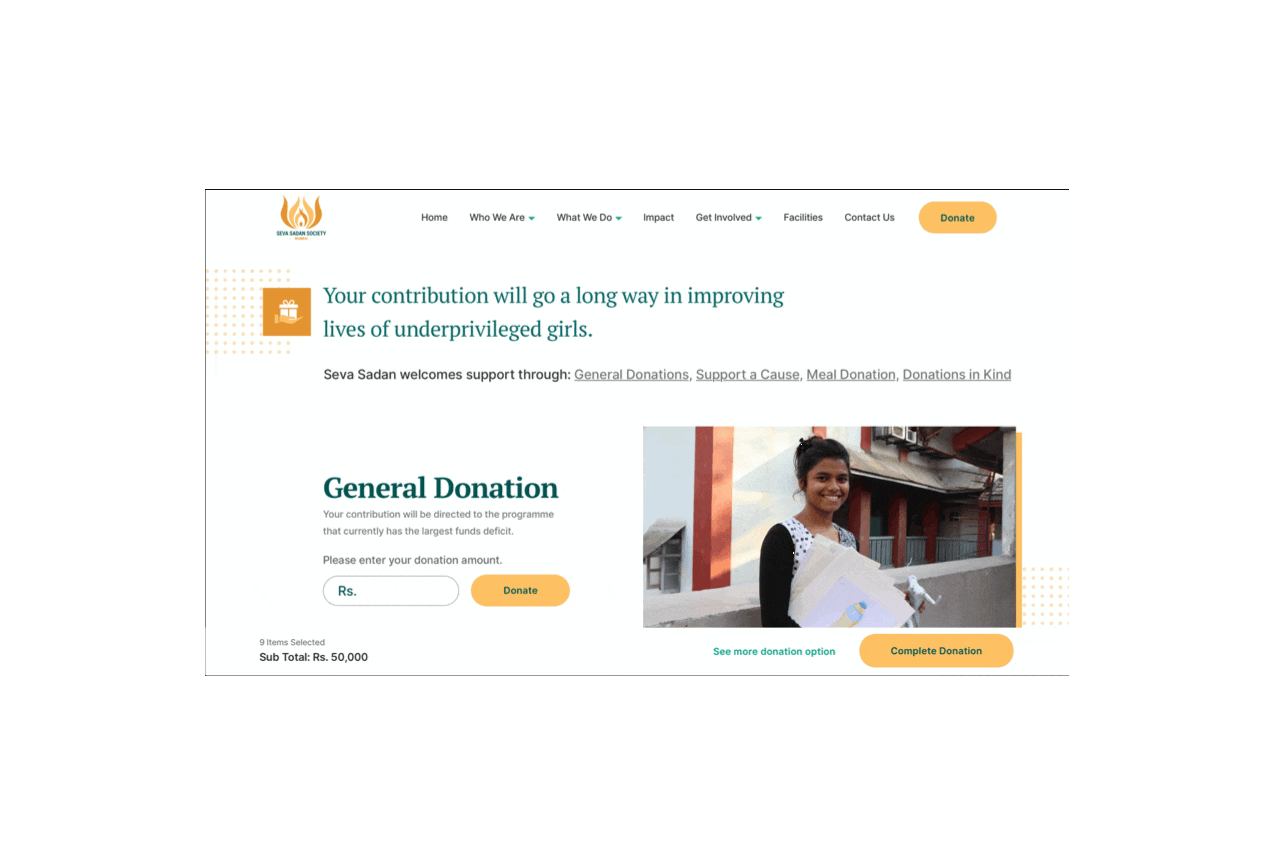 SEVA SADAN SOCIETY
Home Who We Are What We Do Impact Get Involved Facilities Contact Us Donate
Your contribution will go a long way in improving
lives of underprivileged girls.
Seva Sadan welcomes support through: General Donations, Support a Cause, Meal Donation, Donations in Kind
General Donation
Your contribution will be directed to the programme
that currently has the largest funds deficit.
Please enter your donation amount.
Rs. Donate
9 Items Selected
Sub Total: Rs. 50,000
See more donation option Complete Donation